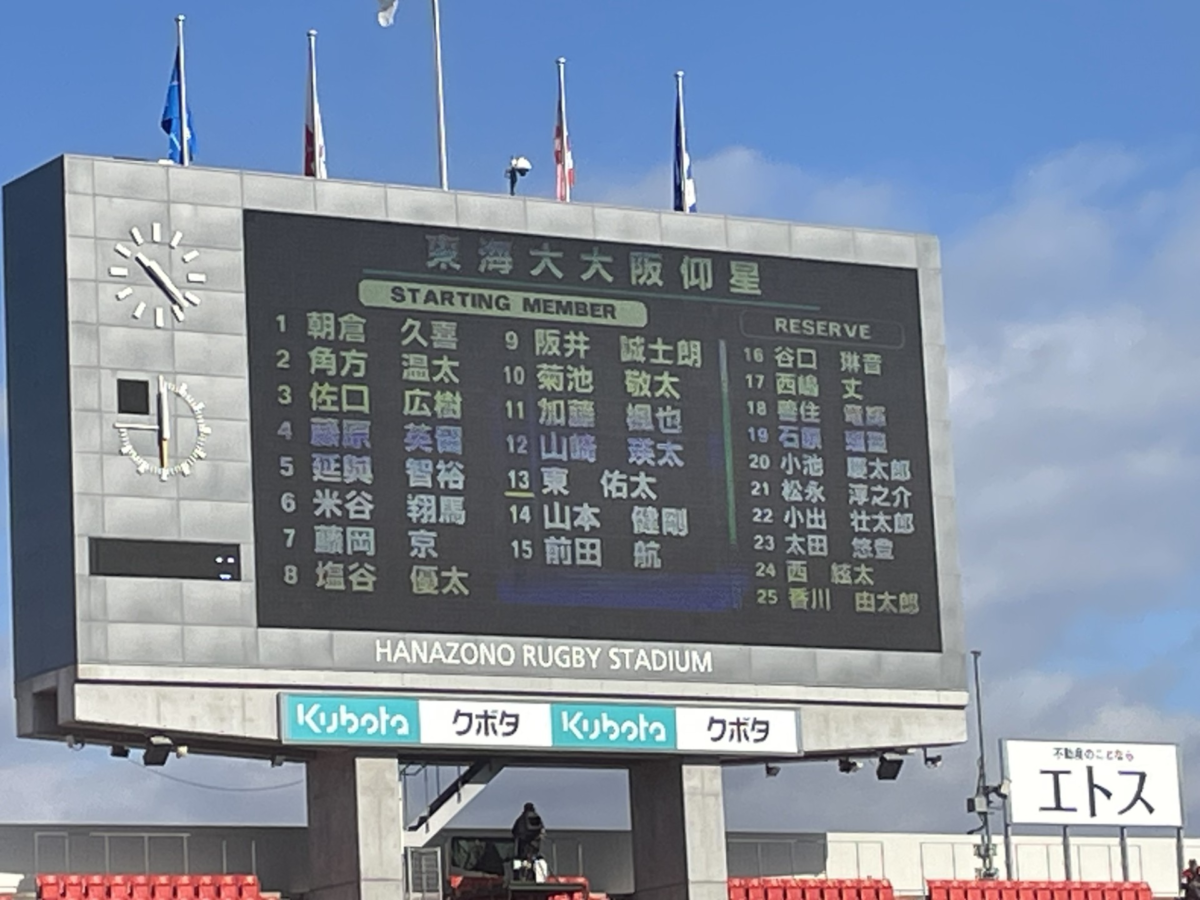 東海大大阪仰星
STARTING MEMBER
1 朝倉 久喜
2 角方 温太
3 佐口 広樹
4 藤原 英留
5 延與 智裕
6 米谷 翔馬
7 藤岡 京
8 塩谷 優太
9 阪井 誠士朗
10 菊池 敬太
11 加藤 楓也
12 山崎 瑛太
13 東 佑太
14 山本 健剛
15 前田 航
RESERVE
16 谷口 琳音
17 西嶋 丈
18
19 石原
20 小池 慶太郎
21 松永 淳之介
22 小出 壮太郎
23 太田 悠登
24 西 絃太
25 香川 由太郎
HANAZONO RUGBY STADIUM
Kubota クボタ Kubota クボタ
不動産のことなら
エトス